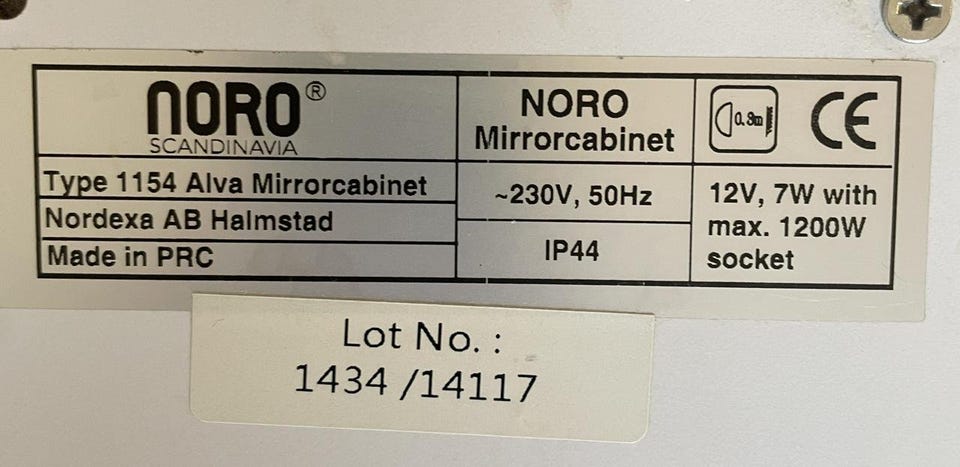 NORO®
SCANDINAVIA
Type 1154 Alva Mirrorcabinet
Nordexa AB Halmstad
Made in PRC
NORO
Mirrorcabinet
~230V, 50Hz
IP44
0.3m
CE
12V, 7W with
max. 1200W
socket
Lot No. :
1434 /14117